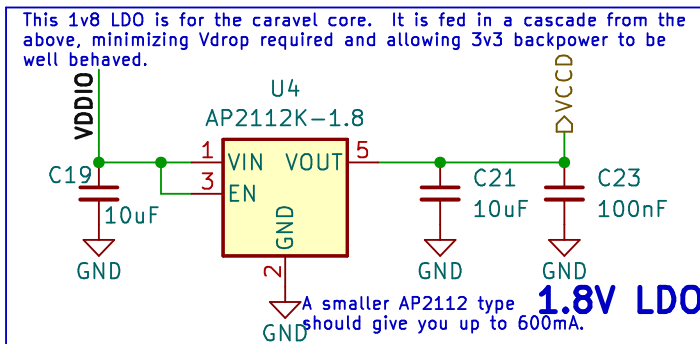 This 1v8 LDO is for the caravel core.  It is fed in a cascade from the
above, minimizing Vdrop required and allowing 3v3 backpower to be
well behaved.
VDDIO
U4
AP2112K-1.8
VCCD
1
VIN
VOUT
5
3
EN
GND
2
C19
10uF
GND
C21
10uF
GND
C23
100nF
GND
GND
A smaller AP2112 type
should give you up to 600mA.
1.8V LDO